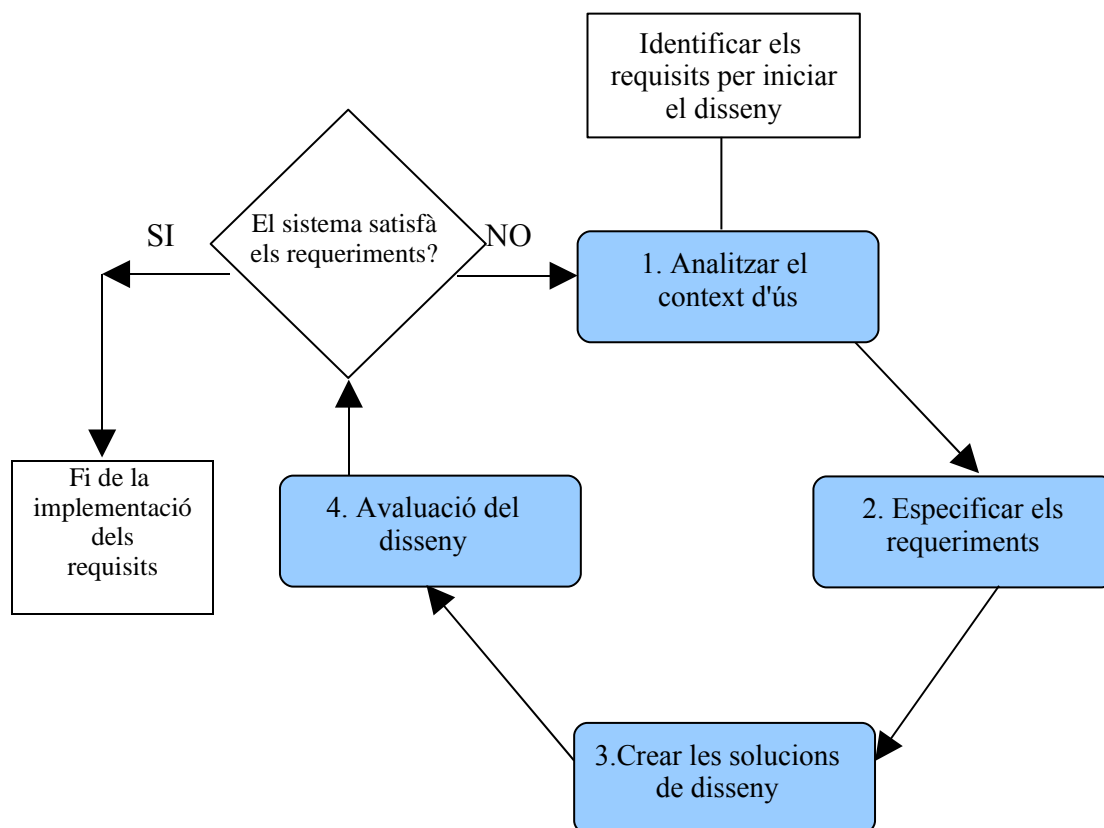 Identificar els
requisits per iniciar
el disseny
El sistema satisfà
els requeriments?
SI
NO
1. Analitzar el
context d'ús
Fi de la
implementació
dels
requisits
4. Avaluació del
disseny
2. Especificar els
requeriments
3.Crear les solucions
de disseny